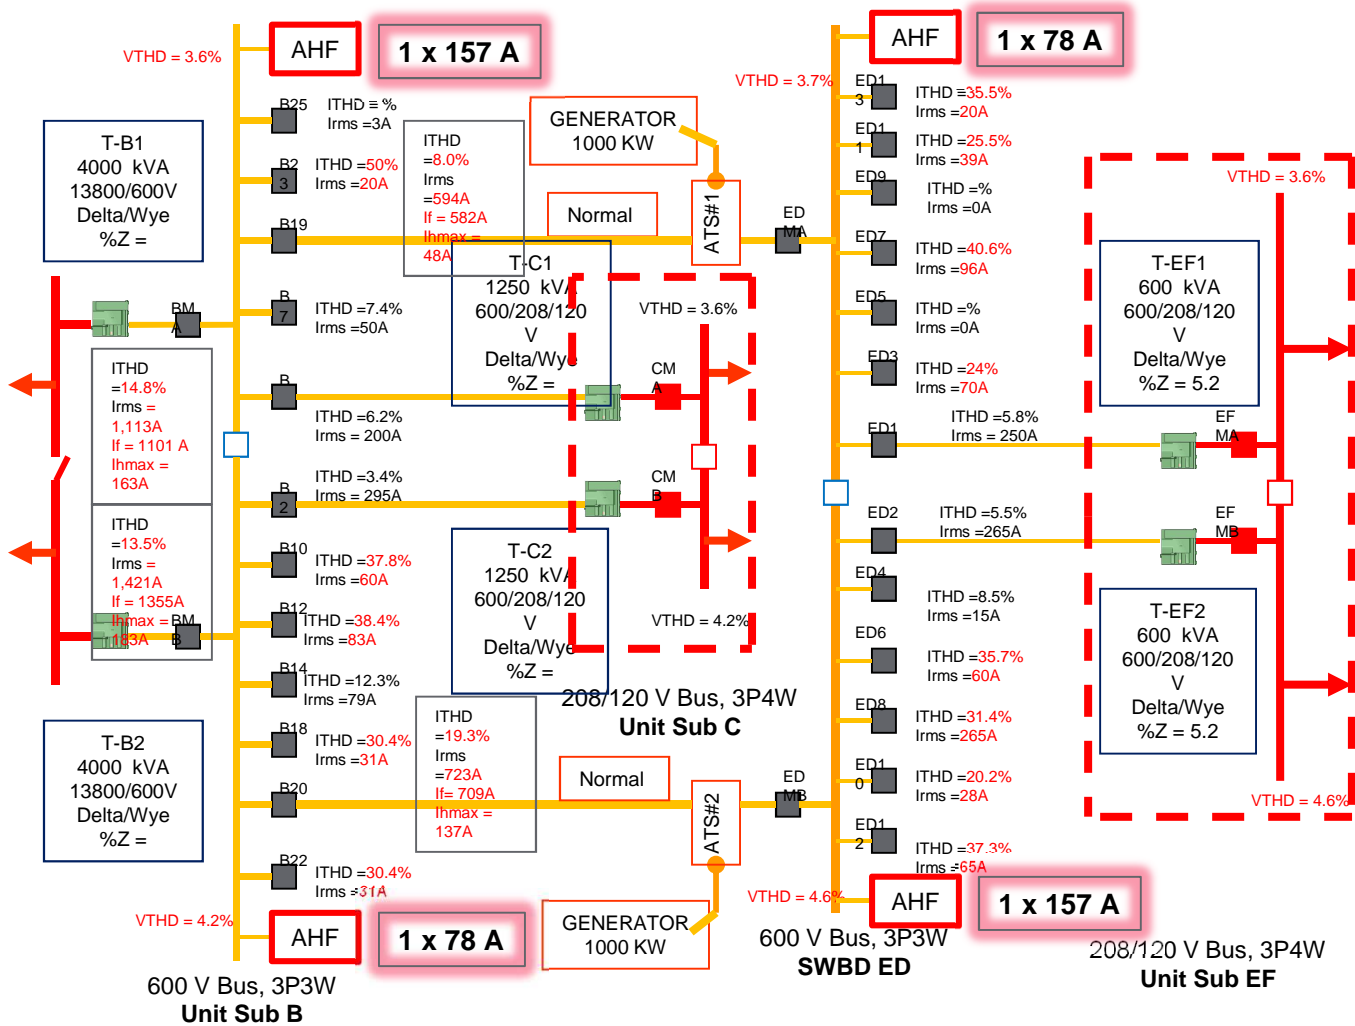 AHF
1 x 157 A
VTHD = 3.6%
B25
ITHD = %
Irms =3A
T-B1
4000 kVA
13800/600V
Delta/Wye
%Z =
B2
3
ITHD =50%
Irms =20A
B19
ITHD
=8.0%
Irms
=594A
If = 582A
Ihmax =
48A
Normal
GENERATOR
1000 KW
ATS#1
ED
MA
T-C1
1250 kVA
600/208/120
V
Delta/Wye
%Z =
B
7
ITHD =7.4%
Irms =50A
BM
A
ITHD
=14.8%
Irms =
1,113A
If = 1101 A
Ihmax =
163A
B
ITHD =6.2%
Irms = 200A
CM
A
VTHD = 3.6%
B
2
ITHD =3.4%
Irms = 295A
CM
B
ITHD
=13.5%
Irms =
1,421A
If = 1355A
Ihmax =
183A
BM
B
B10
ITHD =37.8%
Irms =60A
B12
ITHD =38.4%
Irms =83A
T-C2
1250 kVA
600/208/120
V
Delta/Wye
%Z =
VTHD = 4.2%
B14
ITHD =12.3%
Irms =79A
208/120 V Bus, 3P4W
Unit Sub C
B18
ITHD =30.4%
Irms =31A
T-B2
4000 kVA
13800/600V
Delta/Wye
%Z =
B20
ITHD
=19.3%
Irms
=723A
If= 709A
Ihmax =
137A
Normal
ATS#2
ED
MB
B22
ITHD =30.4%
Irms =31A
VTHD = 4.2%
AHF
1 x 78 A
GENERATOR
1000 KW
600 V Bus, 3P3W
Unit Sub B
AHF
1 x 78 A
VTHD = 3.7%
ED1
3
ITHD =35.5%
Irms =20A
ED1
1
ITHD =25.5%
Irms =39A
ED9
ITHD =%
Irms =0A
ED7
ITHD =40.6%
Irms =96A
ED5
ITHD =%
Irms =0A
ED3
ITHD =24%
Irms =70A
ED1
ITHD =5.8%
Irms = 250A
ED2
ITHD =5.5%
Irms =265A
ED4
ITHD =8.5%
Irms =15A
ED6
ITHD =35.7%
Irms =60A
ED8
ITHD =31.4%
Irms =265A
ED1
0
ITHD =20.2%
Irms =28A
ED1
2
ITHD =37.3%
Irms =65A
VTHD = 4.6%
AHF
1 x 157 A
600 V Bus, 3P3W
SWBD ED
VTHD = 3.6%
T-EF1
600 kVA
600/208/120
V
Delta/Wye
%Z = 5.2
EF
MA
EF
MB
T-EF2
600 kVA
600/208/120
V
Delta/Wye
%Z = 5.2
VTHD = 4.6%
208/120 V Bus, 3P4W
Unit Sub EF